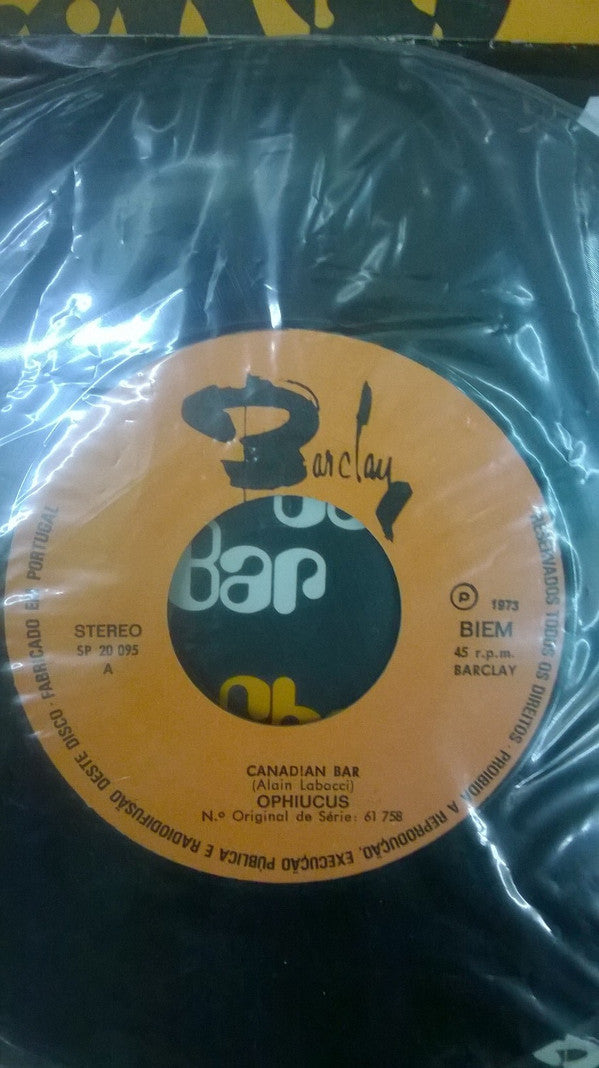 Barclay
Bar
STEREO
SP 20 095
A
℗ 1973
BIEM
45 r.p.m.
BARCLAY
CANADIAN BAR
(Alain Labacci)
OPHIUCUS
N.º Original de Série: 61 758
RESERVADOS TODOS OS DIREITOS · PROIBIDA A REPRODUÇÃO, EXECUÇÃO PÚBLICA E RADIODIFUSÃO DESTE DISCO · FABRICADO EM PORTUGAL